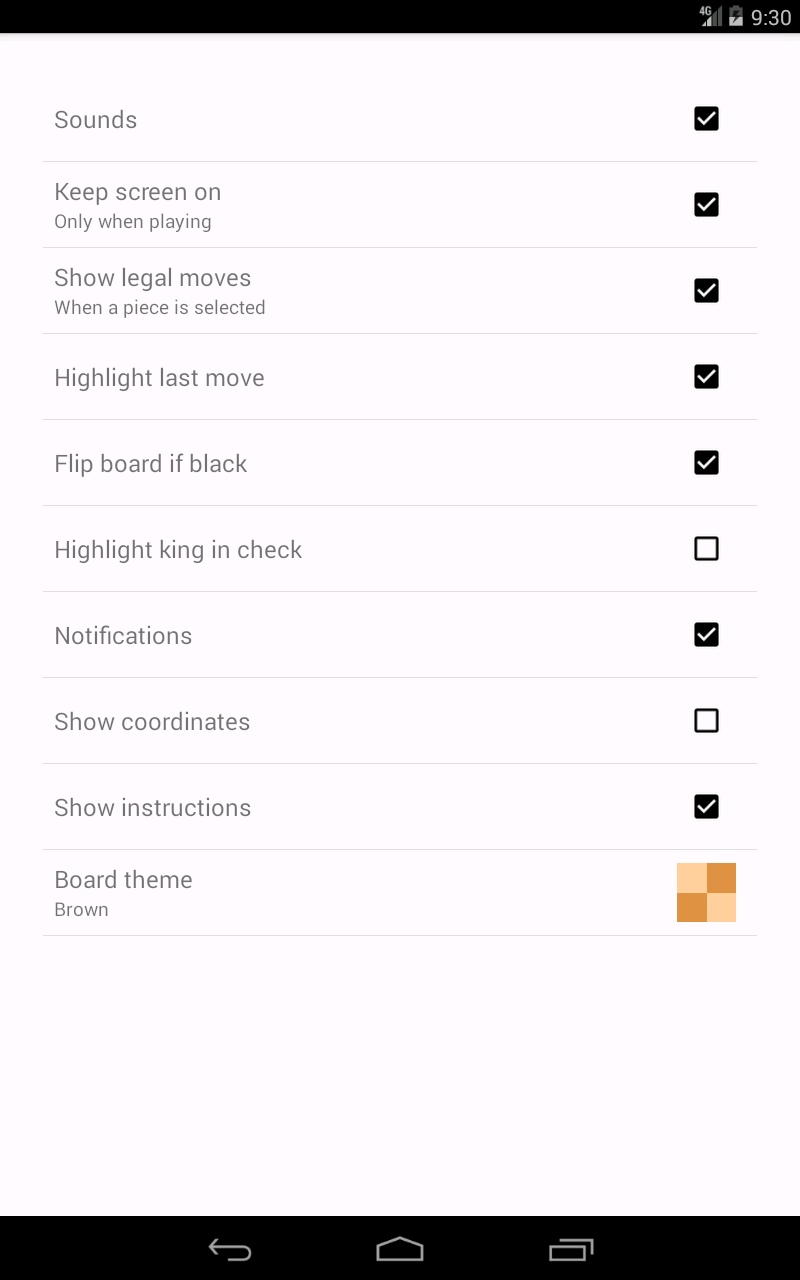 4G 9:30
Sounds
Keep screen on
Only when playing
Show legal moves
When a piece is selected
Highlight last move
Flip board if black
Highlight king in check
Notifications
Show coordinates
Show instructions
Board theme
Brown